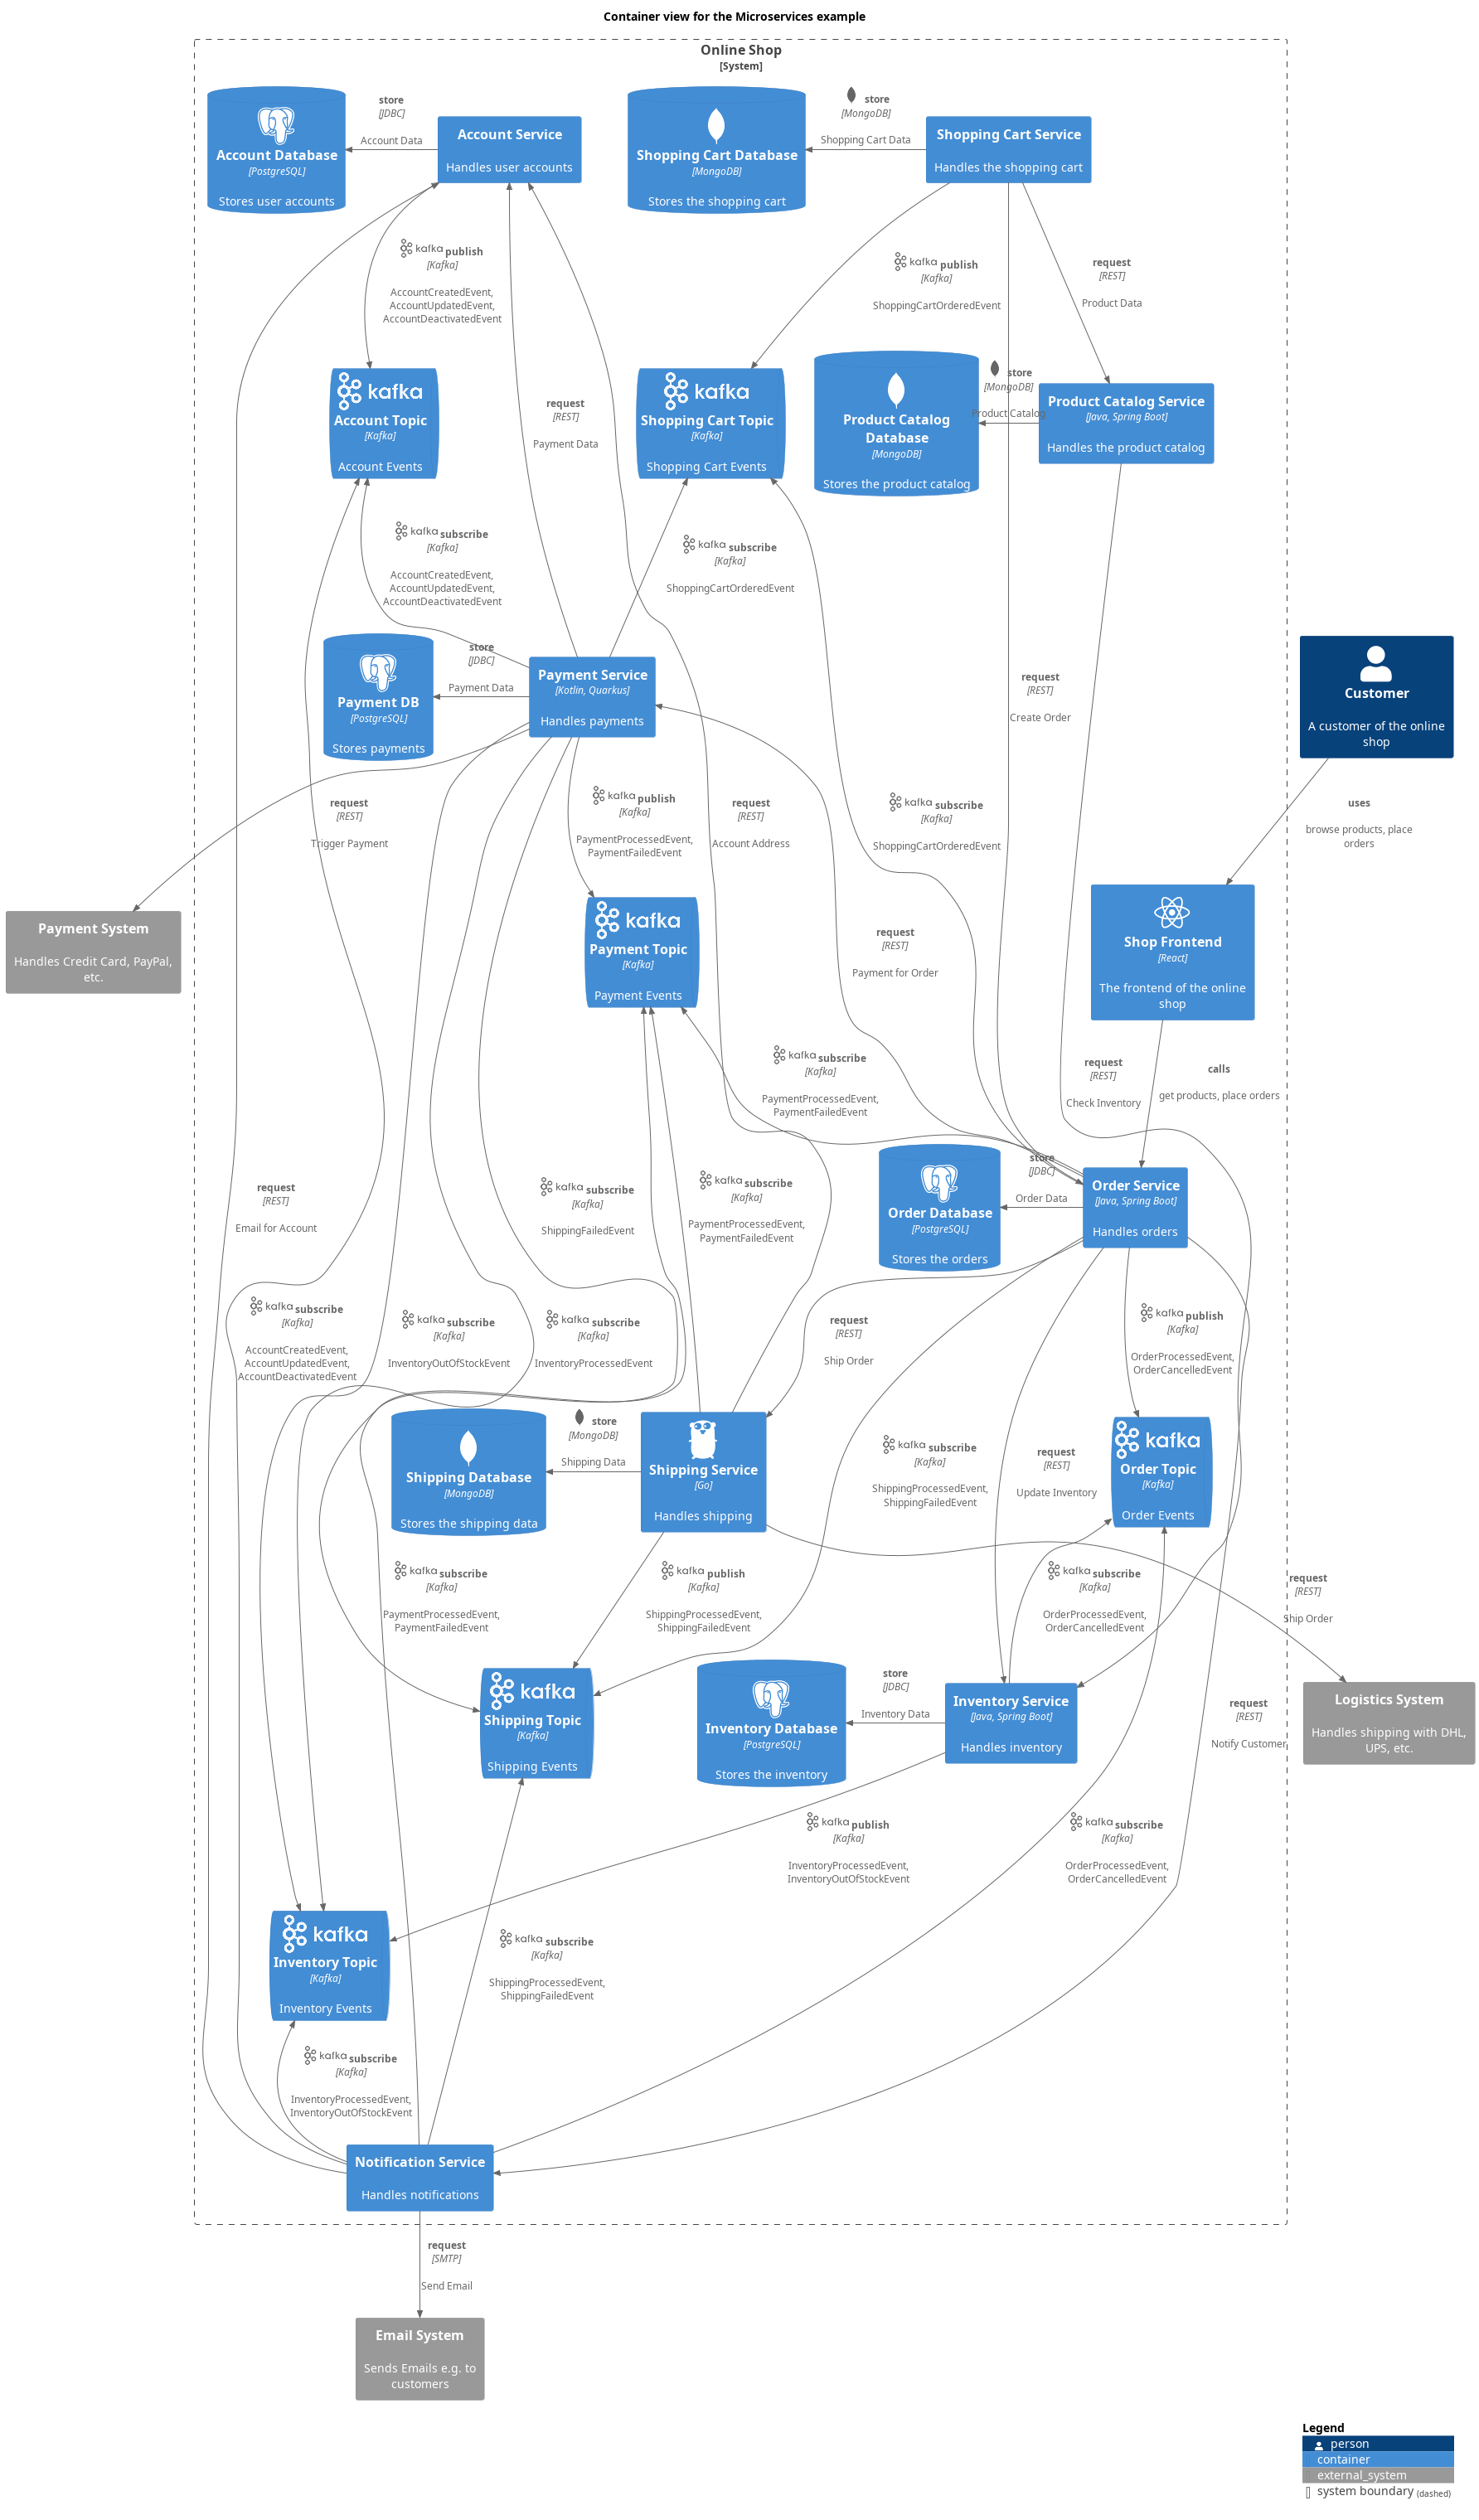 Container view for the Microservices example
Online Shop
[System]
Account Database
[PostgreSQL]
Stores user accounts
store
[JDBC]
Account Data
Account Service
Handles user accounts
Shopping Cart Database
[MongoDB]
Stores the shopping cart
store
[MongoDB]
Shopping Cart Data
Shopping Cart Service
Handles the shopping cart
kafka publish
[Kafka]
AccountCreatedEvent,
AccountUpdatedEvent,
AccountDeactivatedEvent
kafka publish
[Kafka]
ShoppingCartOrderedEvent
request
[REST]
Product Data
kafka
Account Topic
[Kafka]
Account Events
request
[REST]
Payment Data
kafka
Shopping Cart Topic
[Kafka]
Shopping Cart Events
Product Catalog
Database
[MongoDB]
Stores the product catalog
store
[MongoDB]
Product Catalog
Product Catalog Service
[Java, Spring Boot]
Handles the product catalog
kafka subscribe
[Kafka]
AccountCreatedEvent,
AccountUpdatedEvent,
AccountDeactivatedEvent
kafka subscribe
[Kafka]
ShoppingCartOrderedEvent
Payment DB
[PostgreSQL]
Stores payments
store
[JDBC]
Payment Data
Payment Service
[Kotlin, Quarkus]
Handles payments
request
[REST]
Create Order
Customer
A customer of the online
shop
request
[REST]
Trigger Payment
kafka publish
[Kafka]
PaymentProcessedEvent,
PaymentFailedEvent
request
[REST]
Account Address
kafka subscribe
[Kafka]
ShoppingCartOrderedEvent
uses
browse products, place
orders
Payment System
Handles Credit Card, PayPal,
etc.
kafka
Payment Topic
[Kafka]
Payment Events
request
[REST]
Payment for Order
Shop Frontend
[React]
The frontend of the online
shop
kafka subscribe
[Kafka]
PaymentProcessedEvent,
PaymentFailedEvent
request
[REST]
Check Inventory
calls
get products, place orders
request
[REST]
Email for Account
kafka subscribe
[Kafka]
ShippingFailedEvent
kafka subscribe
[Kafka]
PaymentProcessedEvent,
PaymentFailedEvent
Order Database
[PostgreSQL]
Stores the orders
store
[JDBC]
Order Data
Order Service
[Java, Spring Boot]
Handles orders
kafka subscribe
[Kafka]
AccountCreatedEvent,
AccountUpdatedEvent,
AccountDeactivatedEvent
kafka subscribe
[Kafka]
InventoryOutOfStockEvent
kafka subscribe
[Kafka]
InventoryProcessedEvent
request
[REST]
Ship Order
kafka publish
[Kafka]
OrderProcessedEvent,
OrderCancelledEvent
Shipping Database
[MongoDB]
Stores the shipping data
store
[MongoDB]
Shipping Data
Shipping Service
[Go]
Handles shipping
kafka subscribe
[Kafka]
ShippingProcessedEvent,
ShippingFailedEvent
request
[REST]
Update Inventory
kafka
Order Topic
[Kafka]
Order Events
kafka subscribe
[Kafka]
PaymentProcessedEvent,
PaymentFailedEvent
kafka publish
[Kafka]
ShippingProcessedEvent,
ShippingFailedEvent
kafka subscribe
[Kafka]
OrderProcessedEvent,
OrderCancelledEvent
request
[REST]
Ship Order
kafka
Shipping Topic
[Kafka]
Shipping Events
Inventory Database
[PostgreSQL]
Stores the inventory
store
[JDBC]
Inventory Data
Inventory Service
[Java, Spring Boot]
Handles inventory
request
[REST]
Notify Customer
Logistics System
Handles shipping with DHL,
UPS, etc.
kafka publish
[Kafka]
InventoryProcessedEvent,
InventoryOutOfStockEvent
kafka subscribe
[Kafka]
OrderProcessedEvent,
OrderCancelledEvent
kafka
Inventory Topic
[Kafka]
Inventory Events
kafka subscribe
[Kafka]
ShippingProcessedEvent,
ShippingFailedEvent
kafka subscribe
[Kafka]
InventoryProcessedEvent,
InventoryOutOfStockEvent
Notification Service
Handles notifications
request
[SMTP]
Send Email
Email System
Sends Emails e.g. to
customers
Legend
person
container
external_system
system boundary (dashed)